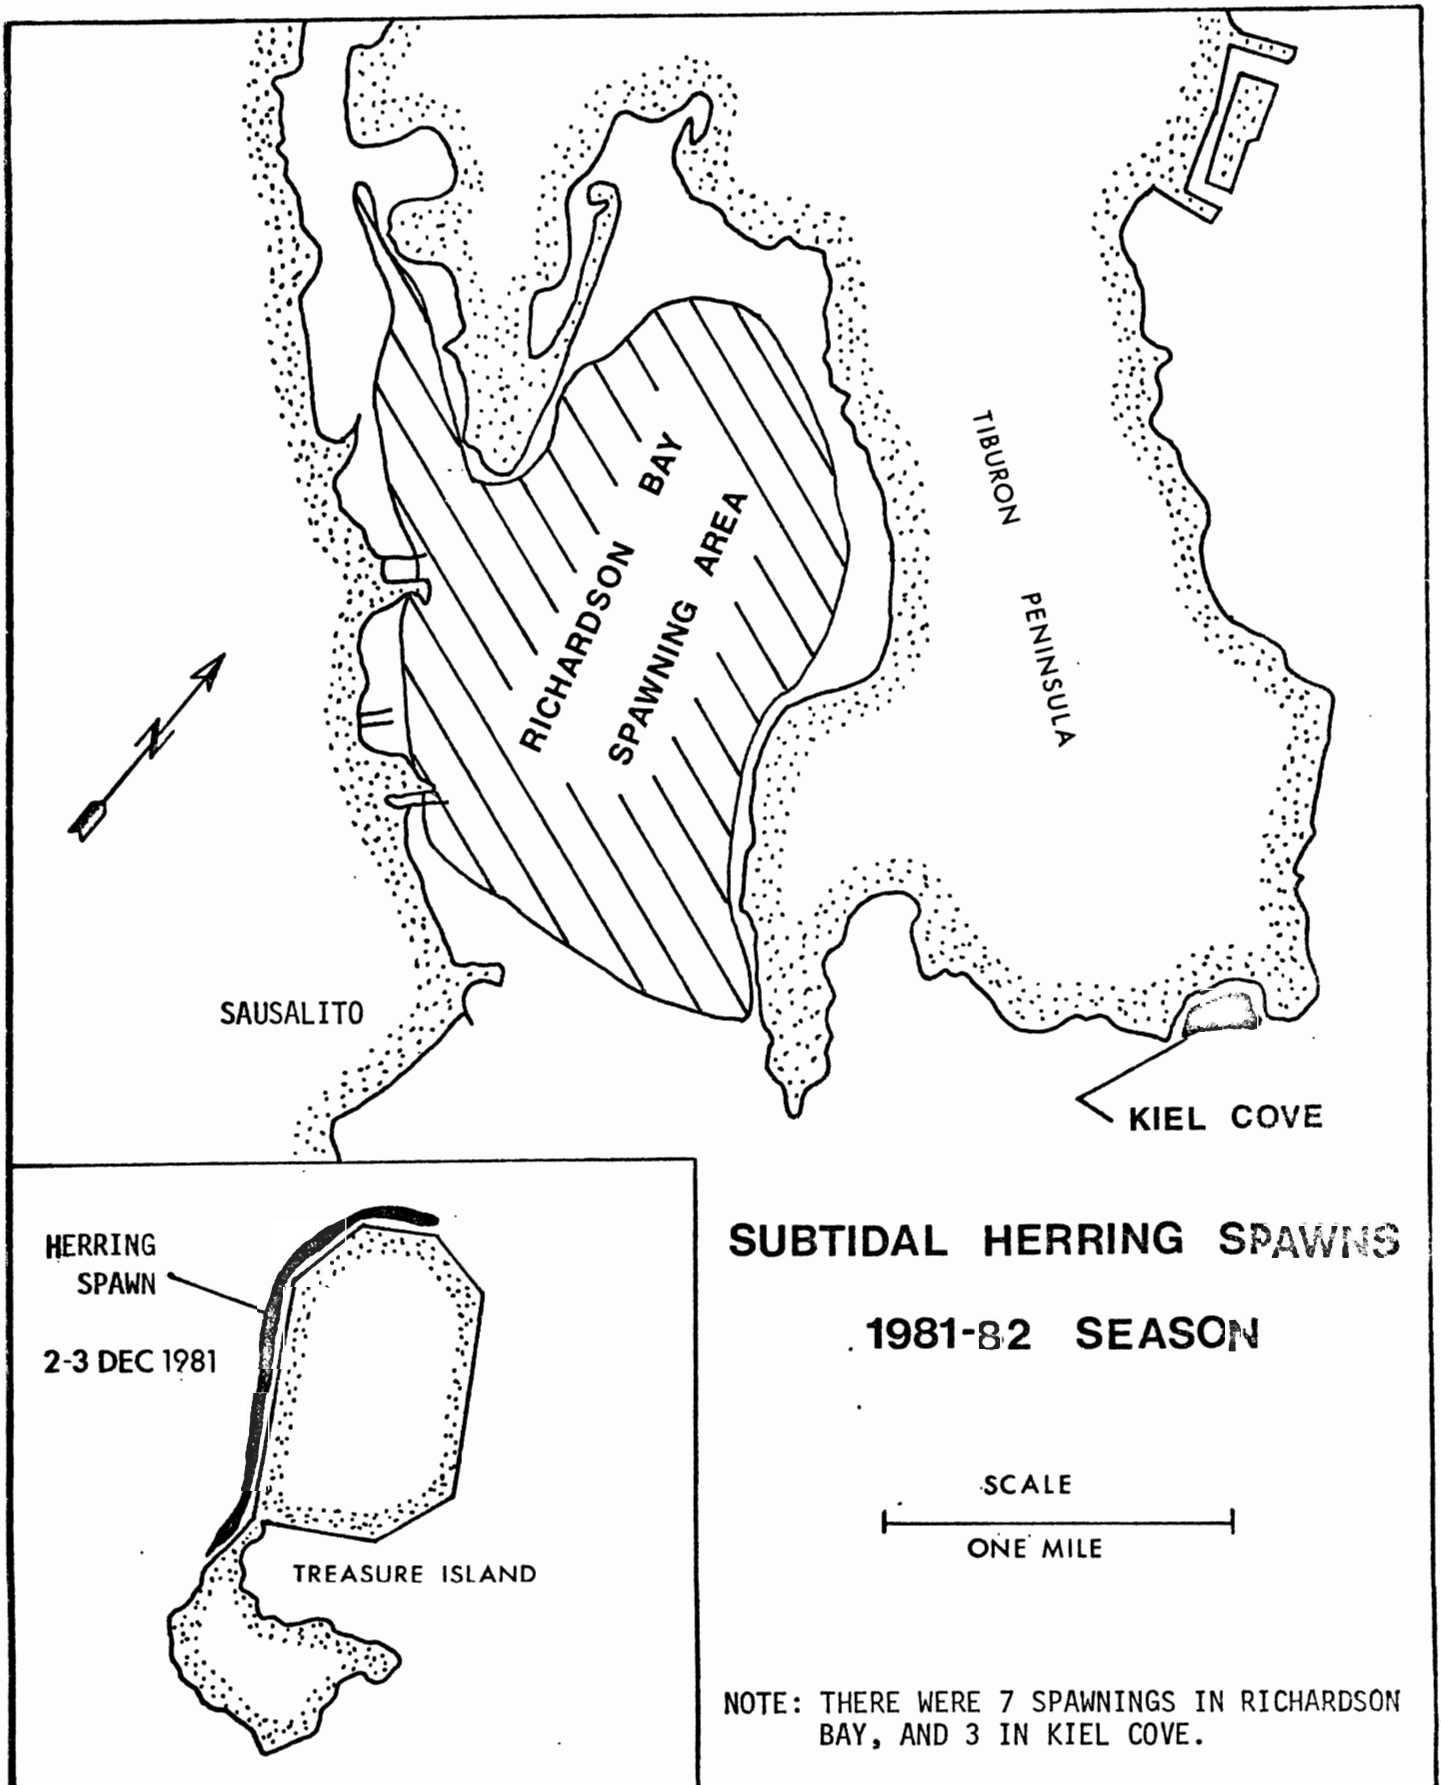 RICHARDSON BAY
SPAWNING AREA
TIBURON PENINSULA
N
SAUSALITO
KIEL COVE
HERRING
SPAWN
2-3 DEC 1981
TREASURE ISLAND
SUBTIDAL HERRING SPAWNS
1981-82 SEASON
SCALE
ONE MILE
NOTE: THERE WERE 7 SPAWNINGS IN RICHARDSON
BAY, AND 3 IN KIEL COVE.